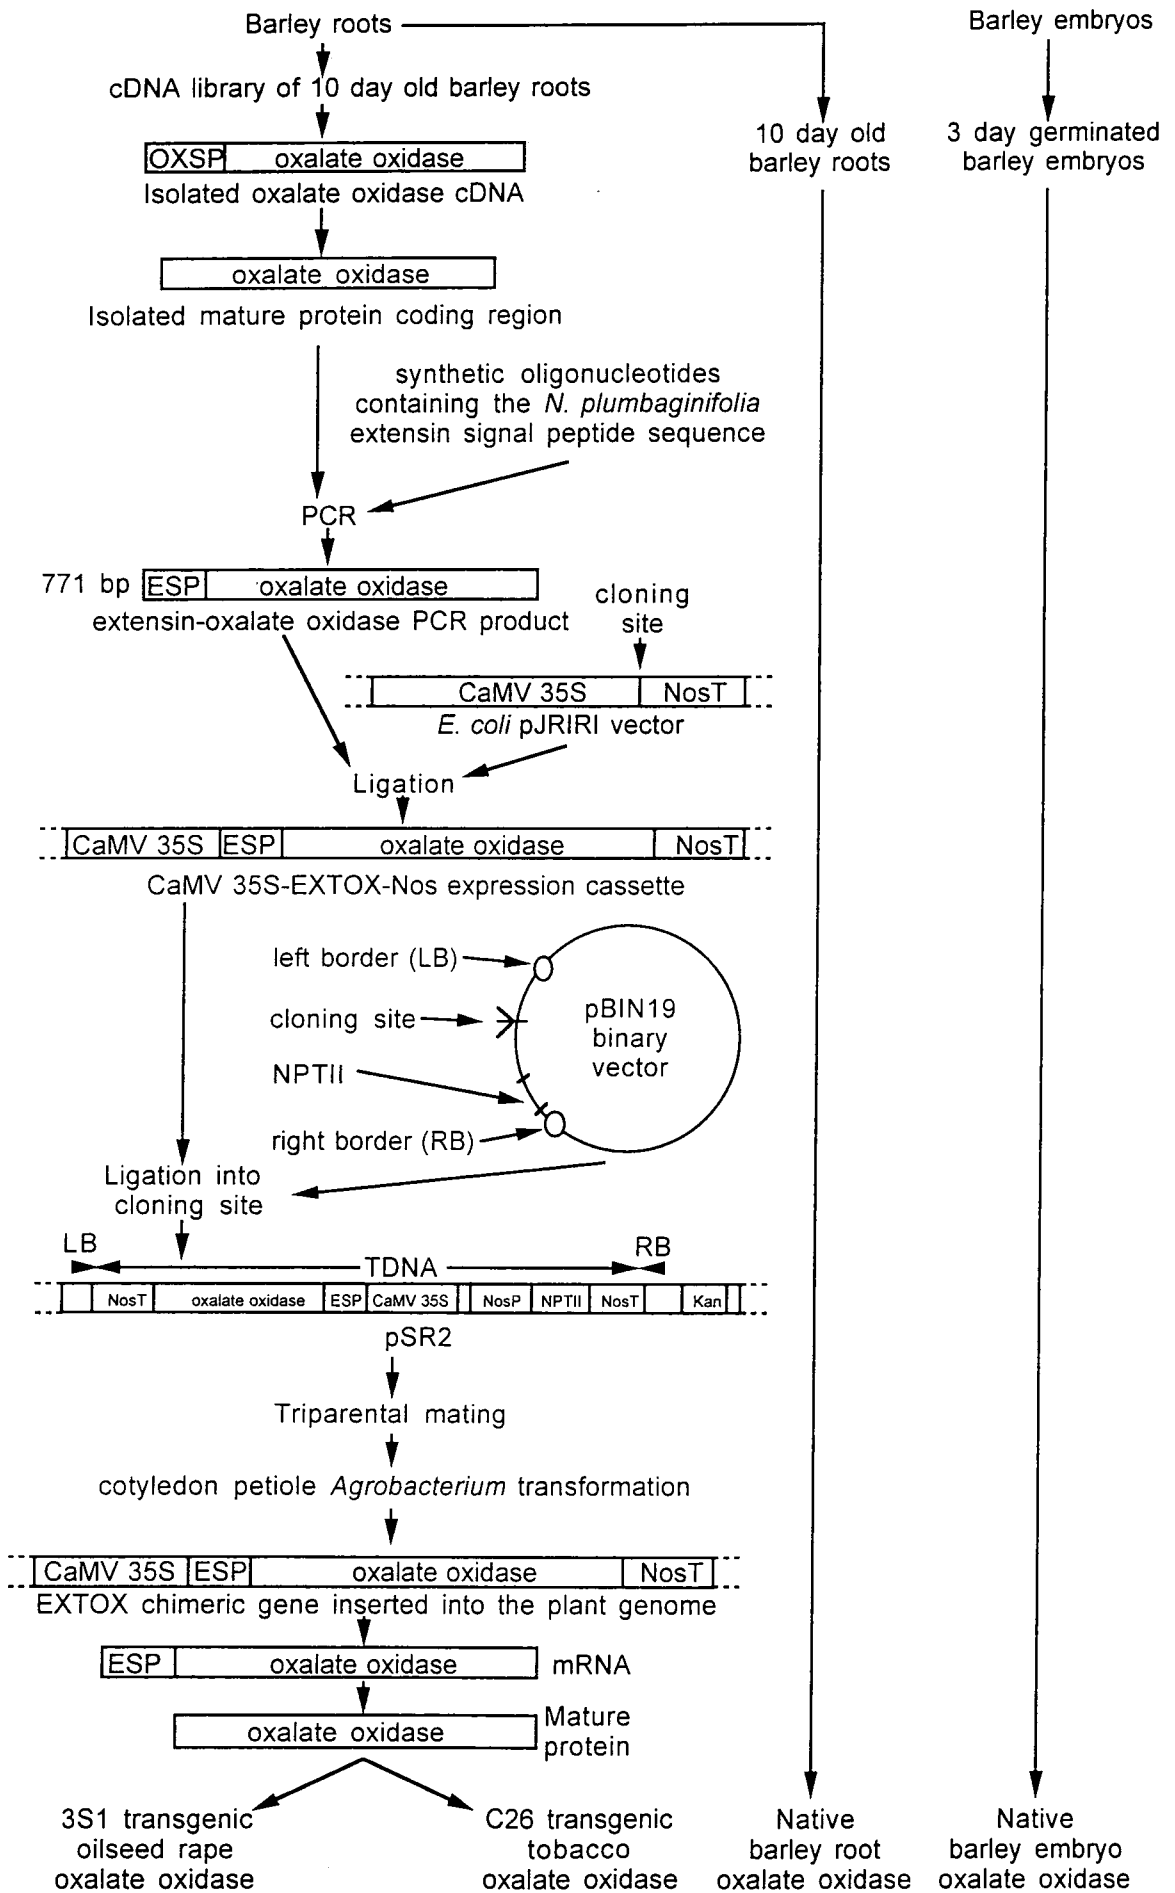 Barley roots
Barley embryos
cDNA library of 10 day old barley roots
10 day old
barley roots
3 day germinated
barley embryos
OXSP oxalate oxidase
Isolated oxalate oxidase cDNA
oxalate oxidase
Isolated mature protein coding region
synthetic oligonucleotides
containing the N. plumbaginifolia
extensin signal peptide sequence
PCR
771 bp ESP oxalate oxidase
extensin-oxalate oxidase PCR product
cloning
site
CaMV 35S NosT
E. coli pJRIRI vector
Ligation
CaMV 35S ESP oxalate oxidase NosT
CaMV 35S-EXTOX-Nos expression cassette
left border (LB)
cloning site
NPTII
right border (RB)
pBIN19
binary
vector
Ligation into
cloning site
LB TDNA RB
NosT oxalate oxidase ESP CaMV 35S NosP NPTII NosT Kan
pSR2
Triparental mating
cotyledon petiole Agrobacterium transformation
CaMV 35S ESP oxalate oxidase NosT
EXTOX chimeric gene inserted into the plant genome
ESP oxalate oxidase mRNA
oxalate oxidase
Mature
protein
3S1 transgenic
oilseed rape
oxalate oxidase
C26 transgenic
tobacco
oxalate oxidase
Native
barley root
oxalate oxidase
Native
barley embryo
oxalate oxidase